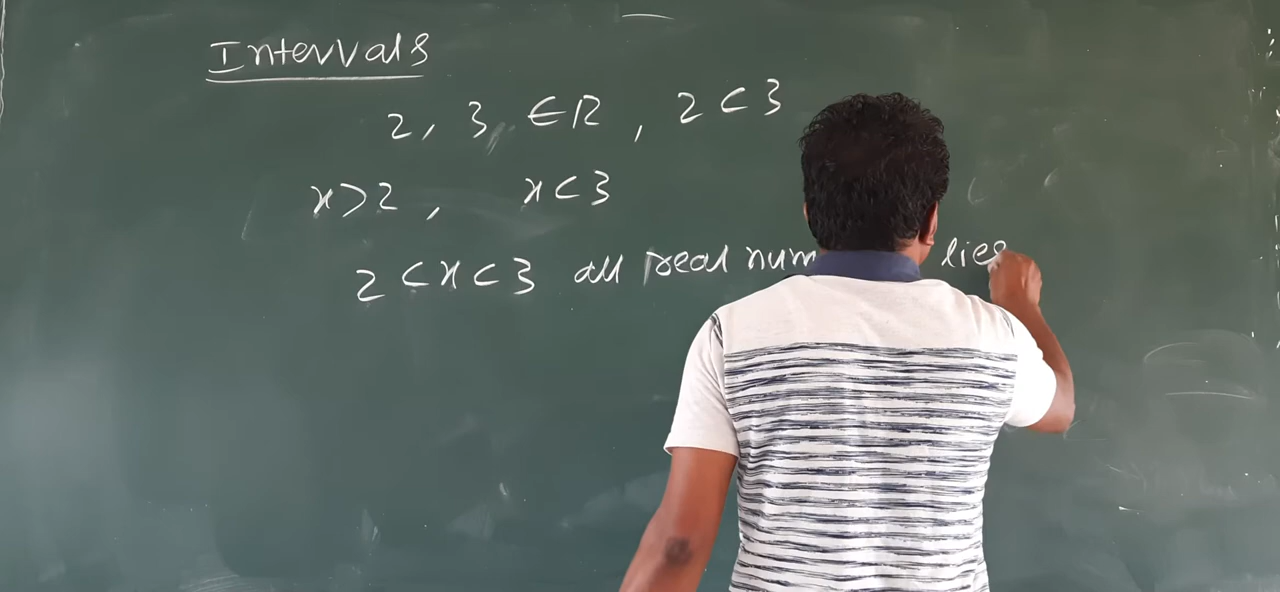 Intervals
2, 3 ∈ R, 2 < 3
x > 2, x < 3
2 < x < 3 all real num lies